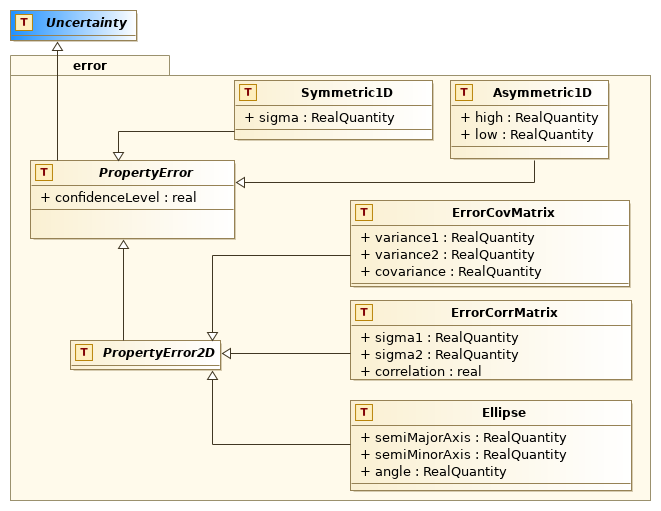 T Uncertainty
error
T Symmetric1D
+ sigma : RealQuantity
T Asymmetric1D
+ high : RealQuantity
+ low : RealQuantity
T PropertyError
+ confidenceLevel : real
T ErrorCovMatrix
+ variance1 : RealQuantity
+ variance2 : RealQuantity
+ covariance : RealQuantity
T ErrorCorrMatrix
+ sigma1 : RealQuantity
+ sigma2 : RealQuantity
+ correlation : real
T PropertyError2D
T Ellipse
+ semiMajorAxis : RealQuantity
+ semiMinorAxis : RealQuantity
+ angle : RealQuantity